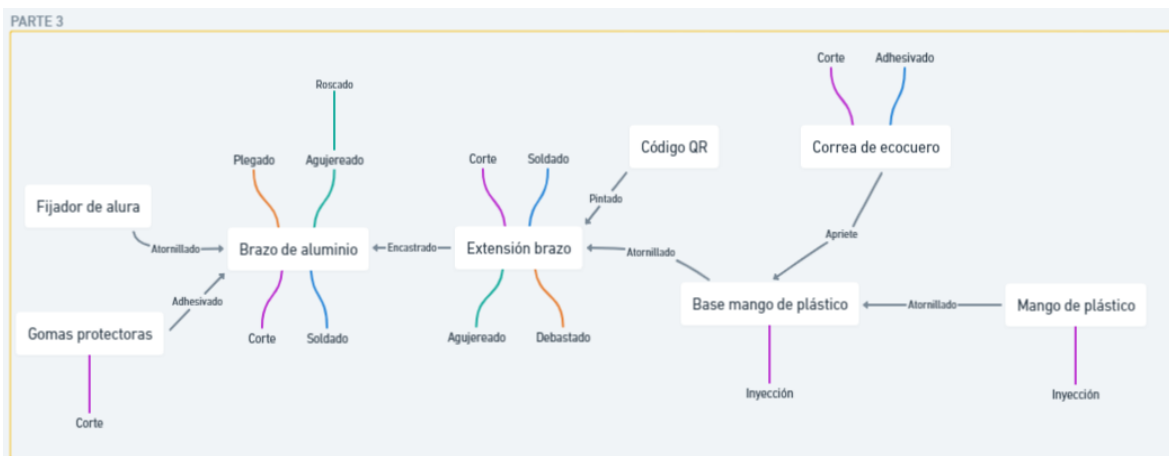 PARTE 3
Corte
Adhesivado
Roscado
Código QR
Correa de ecocuero
Plegado
Agujereado
Corte
Soldado
Pintado
Fijador de alura
Apriete
Atornillado
Brazo de aluminio
Encastrado
Extensión brazo
Atornillado
Adhesivado
Base mango de plástico
Atornillado
Mango de plástico
Gomas protectoras
Corte
Soldado
Agujereado
Debastado
Inyección
Inyección
Corte